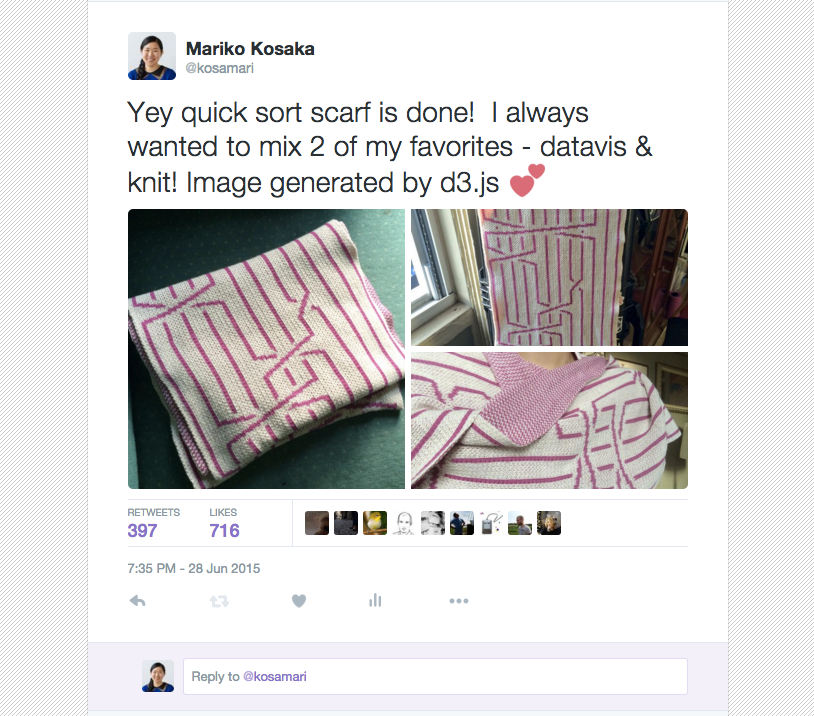 Mariko Kosaka
@kosamari
Yey quick sort scarf is done! I always
wanted to mix 2 of my favorites - datavis &
knit! Image generated by d3.js 💕
RETWEETS LIKES
397 716
7:35 PM - 28 Jun 2015
Reply to @kosamari